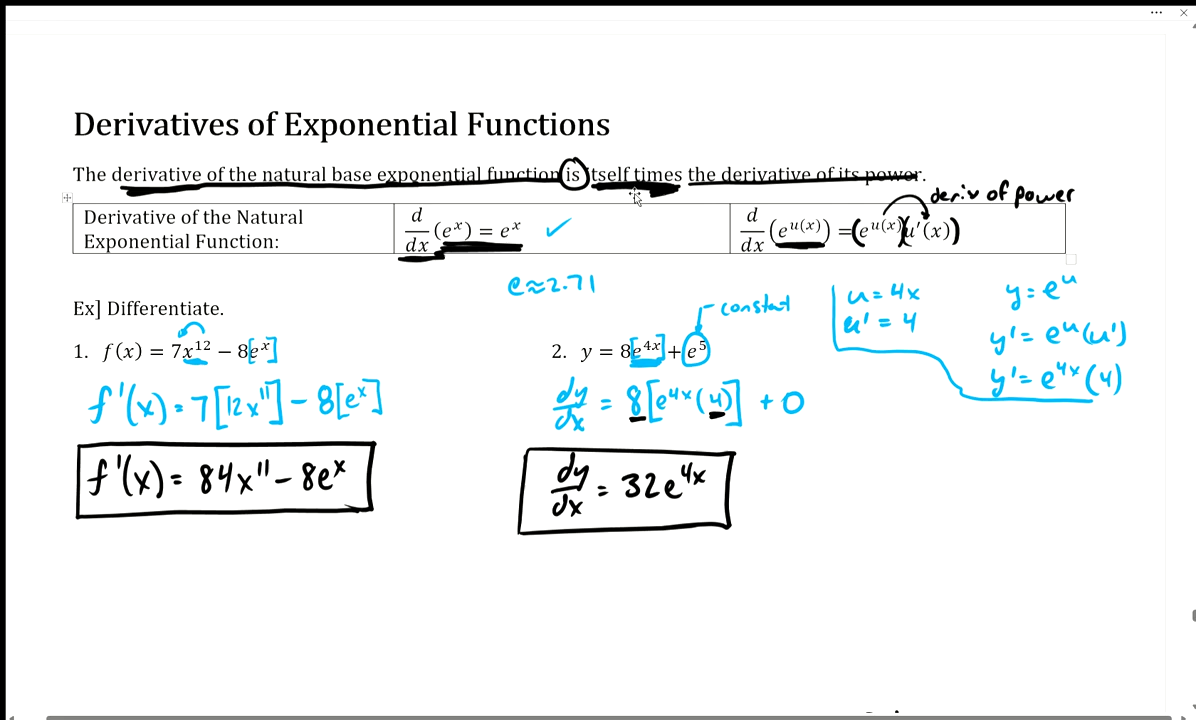 Derivatives of Exponential Functions
The derivative of the natural base exponential function is itself times the derivative of its power.
deriv of power
Derivative of the Natural Exponential Function:
d/dx (e^x) = e^x ✓
d/dx (e^{u(x)}) = (e^{u(x)})(u'(x))
e ≈ 2.71
Ex] Differentiate.
constant
u = 4x
u' = 4
y = e^u
y' = e^u (u')
y' = e^{4x} (4)
1. f(x) = 7x^{12} − 8[e^x]
f'(x) = 7[12x^{11}] − 8[e^x]
f'(x) = 84x^{11} − 8e^x
2. y = 8[e^{4x}] + e^5
dy/dx = 8[e^{4x}(4)] + 0
dy/dx = 32e^{4x}